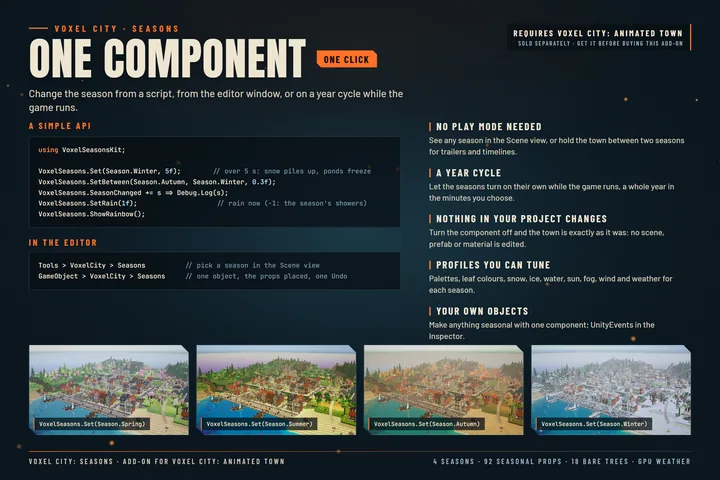 VOXEL CITY · SEASONS
ONE COMPONENT
ONE CLICK
REQUIRES VOXEL CITY: ANIMATED TOWN
SOLD SEPARATELY · GET IT BEFORE BUYING THIS ADD-ON
Change the season from a script, from the editor window, or on a year cycle while the
game runs.
A SIMPLE API
using VoxelSeasonsKit;
VoxelSeasons.Set(Season.Winter, 5f); // over 5 s: snow piles up, ponds freeze
VoxelSeasons.SetBetween(Season.Autumn, Season.Winter, 0.3f);
VoxelSeasons.SeasonChanged += s => Debug.Log(s);
VoxelSeasons.SetRain(1f); // rain now (-1: the season's showers)
VoxelSeasons.ShowRainbow();
IN THE EDITOR
Tools > VoxelCity > Seasons // pick a season in the Scene view
GameObject > VoxelCity > Seasons // one object, the props placed, one Undo
NO PLAY MODE NEEDED
See any season in the Scene view, or hold the town between two seasons
for trailers and timelines.
A YEAR CYCLE
Let the seasons turn on their own while the game runs, a whole year in
the minutes you choose.
NOTHING IN YOUR PROJECT CHANGES
Turn the component off and the town is exactly as it was: no scene,
prefab or material is edited.
PROFILES YOU CAN TUNE
Palettes, leaf colours, snow, ice, water, sun, fog, wind and weather for
each season.
YOUR OWN OBJECTS
Make anything seasonal with one component: UnityEvents in the
Inspector.
VoxelSeasons.Set(Season.Spring)
VoxelSeasons.Set(Season.Summer)
VoxelSeasons.Set(Season.Autumn)
VoxelSeasons.Set(Season.Winter)
VOXEL CITY: SEASONS · ADD-ON FOR VOXEL CITY: ANIMATED TOWN
4 SEASONS · 92 SEASONAL PROPS · 18 BARE TREES · GPU WEATHER